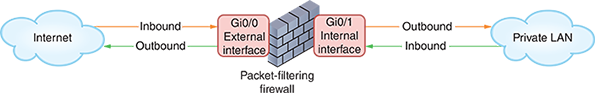 Internet
Inbound
Outbound
Gi0/0
External
interface
Packet-filtering
firewall
Gi0/1
Internal
interface
Outbound
Inbound
Private LAN